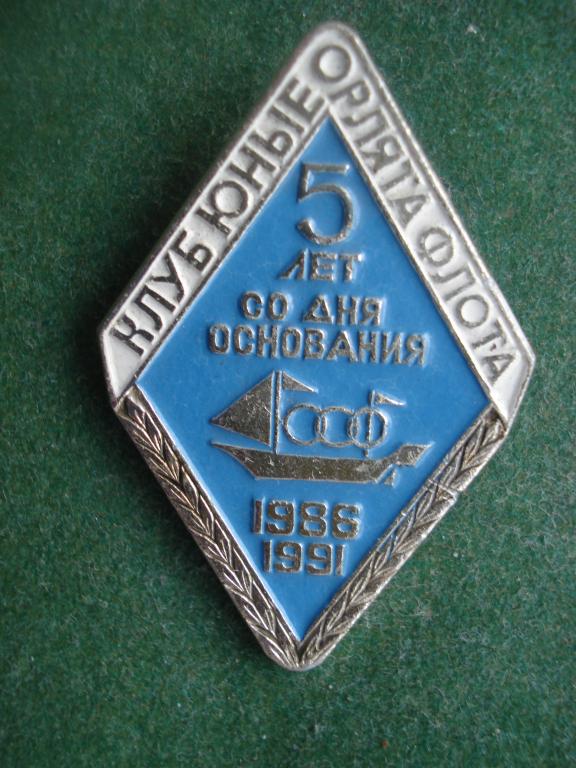 КЛУБ ЮНЫЕ
ОРЛЯТА ФЛОТА
5
ЛЕТ
СО ДНЯ
ОСНОВАНИЯ
1986
1991